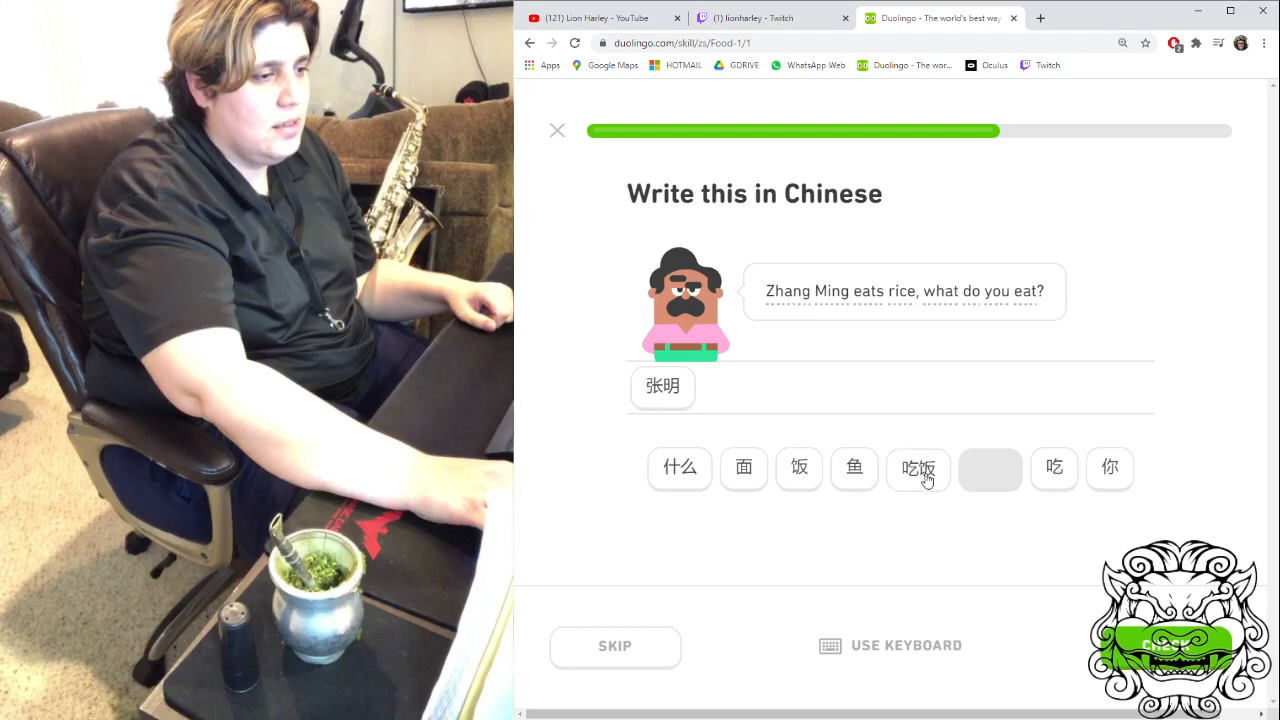 (121) Lion Harley - YouTube
(1) lionharley - Twitch
Duolingo - The world's best way
duolingo.com/skill/zs/Food-1/1
Apps
Google Maps
HOTMAIL
GDRIVE
WhatsApp Web
Duolingo - The wor...
Oculus
Twitch
Write this in Chinese
Zhang Ming eats rice, what do you eat?
张明
什么
面
饭
鱼
吃饭
吃
你
SKIP
USE KEYBOARD